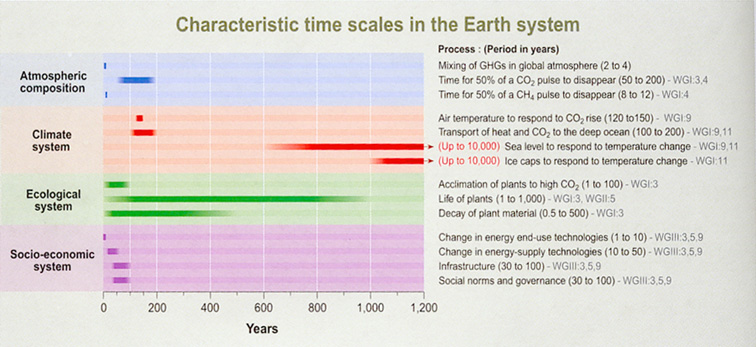 Characteristic time scales in the Earth system
Process : (Period in years)
Atmospheric
composition
Mixing of GHGs in global atmosphere (2 to 4)
Time for 50% of a CO₂ pulse to disappear (50 to 200) - WGI:3,4
Time for 50% of a CH₄ pulse to disappear (8 to 12) - WGI:4
Climate
system
Air temperature to respond to CO₂ rise (120 to150) - WGI:9
Transport of heat and CO₂ to the deep ocean (100 to 200) - WGI:9,11
(Up to 10,000) Sea level to respond to temperature change - WGI:9,11
(Up to 10,000) Ice caps to respond to temperature change - WGI:11
Ecological
system
Acclimation of plants to high CO₂ (1 to 100) - WGI:3
Life of plants (1 to 1,000) - WGI:3, WGII:5
Decay of plant material (0.5 to 500) - WGI:3
Socio-economic
system
Change in energy end-use technologies (1 to 10) - WGIII:3,5,9
Change in energy-supply technologies (10 to 50) - WGIII:3,5,9
Infrastructure (30 to 100) - WGIII:3,5,9
Social norms and governance (30 to 100) - WGIII:3,5,9
0 200 400 600 800 1,000 1,200
Years